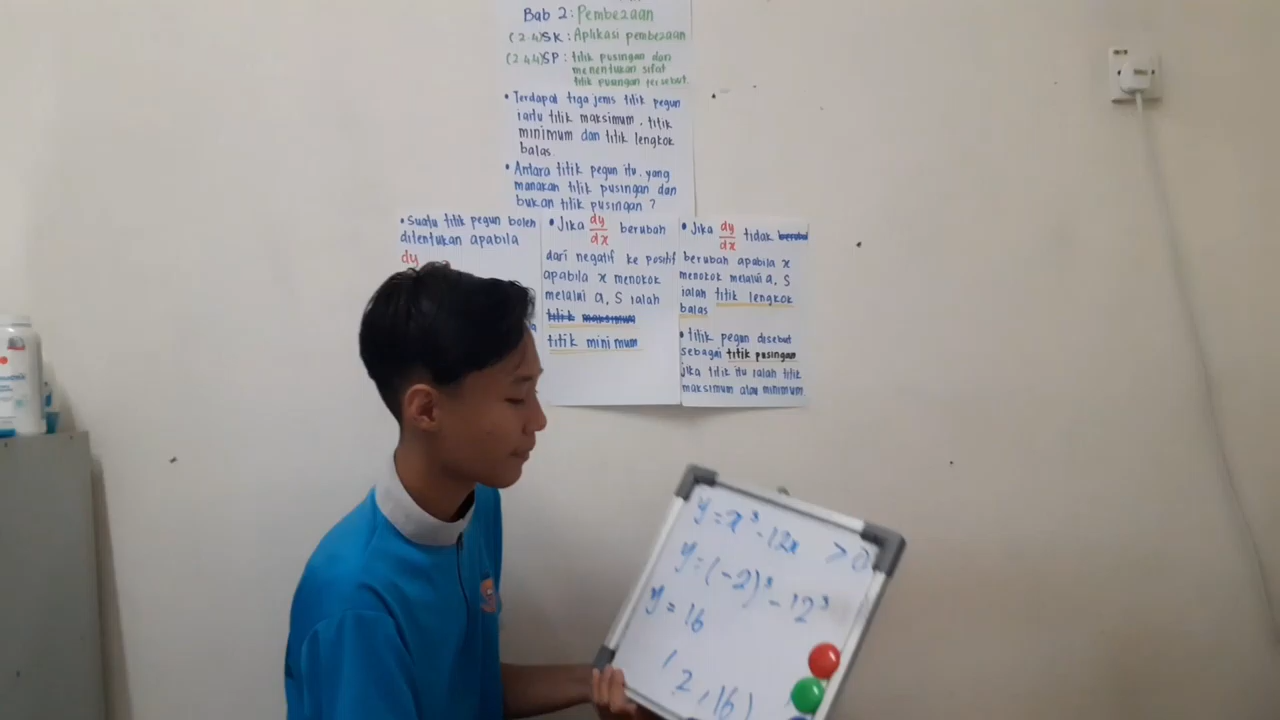 Bab 2: Pembezaan
(2.4)SK: Aplikasi pembezaan
(2.4.4)SP: titik pusingan dan
menentukan sifat
titik pusingan tersebut.
• Terdapat tiga jenis titik pegun
iaitu titik maksimum, titik
minimum dan titik lengkok
balas.
• Antara titik pegun itu, yang
manakan titik pusingan dan
bukan titik pusingan?
• Suatu titik pegun boleh
ditentukan apabila
dy
• Jika dy/dx berubah
dari negatif ke positif
apabila x menokok
melalui a, S ialah
titik maksimum
titik minimum
• Jika dy/dx tidak
berubah apabila x
menokok melalui a, S
ialah titik lengkok
balas
• titik pegun disebut
sebagai titik pusingan
jika titik itu ialah titik
maksimum atau minimum.
y=x³-12x >0
y=(-2)³-12³
y=16
2,16)